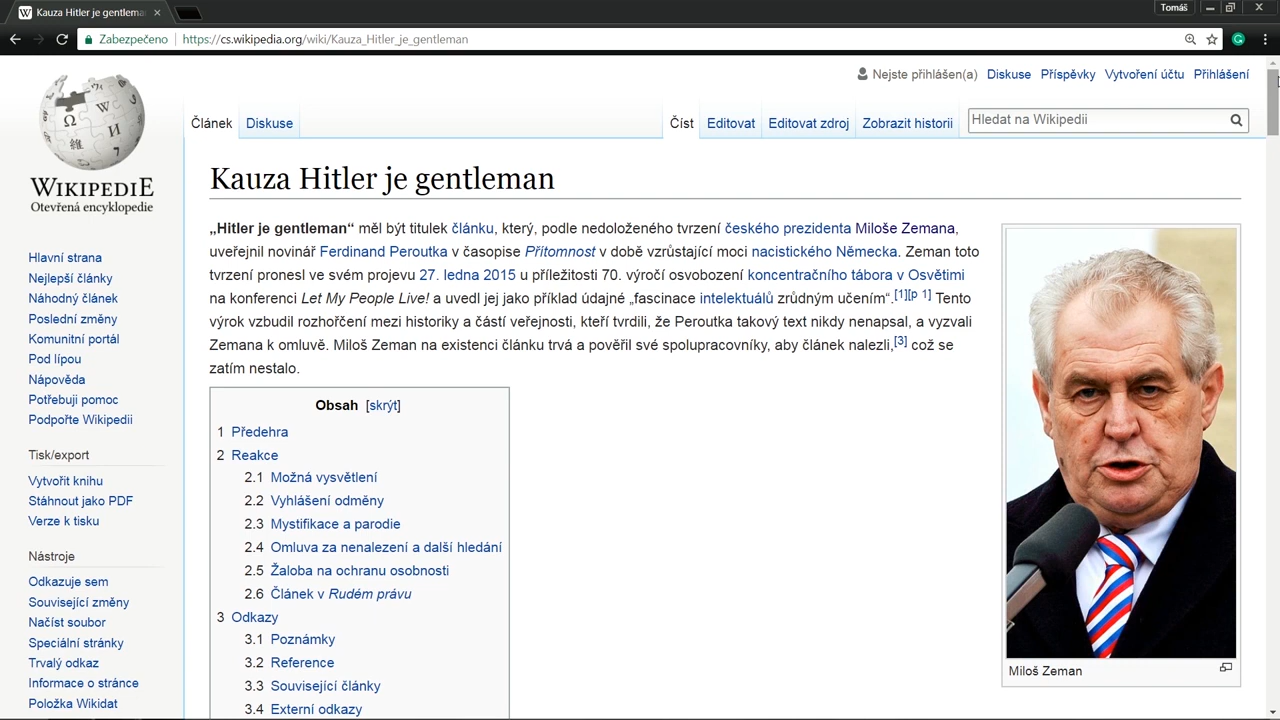 Kauza Hitler je gentleman
Tomáš
Zabezpečeno
https://cs.wikipedia.org/wiki/Kauza_Hitler_je_gentleman
Nejste přihlášen(a) Diskuse Příspěvky Vytvoření účtu Přihlášení
Článek Diskuse Číst Editovat Editovat zdroj Zobrazit historii Hledat na Wikipedii
WIKIPEDIE
Otevřená encyklopedie
Hlavní strana
Nejlepší články
Náhodný článek
Poslední změny
Komunitní portál
Pod lípou
Nápověda
Potřebuji pomoc
Podpořte Wikipedii
Tisk/export
Vytvořit knihu
Stáhnout jako PDF
Verze k tisku
Nástroje
Odkazuje sem
Související změny
Načíst soubor
Speciální stránky
Trvalý odkaz
Informace o stránce
Položka Wikidat
Kauza Hitler je gentleman
„Hitler je gentleman“ měl být titulek článku, který, podle nedoloženého tvrzení českého prezidenta Miloše Zemana,
uveřejnil novinář Ferdinand Peroutka v časopise Přítomnost v době vzrůstající moci nacistického Německa. Zeman toto
tvrzení pronesl ve svém projevu 27. ledna 2015 u příležitosti 70. výročí osvobození koncentračního tábora v Osvětimi
na konferenci Let My People Live! a uvedl jej jako příklad údajné „fascinace intelektuálů zrůdným učením“.[1][p 1] Tento
výrok vzbudil rozhořčení mezi historiky a částí veřejnosti, kteří tvrdili, že Peroutka takový text nikdy nenapsal, a vyzvali
Zemana k omluvě. Miloš Zeman na existenci článku trvá a pověřil své spolupracovníky, aby článek nalezli,[3] což se
zatím nestalo.
Obsah [skrýt]
1 Předehra
2 Reakce
2.1 Možná vysvětlení
2.2 Vyhlášení odměny
2.3 Mystifikace a parodie
2.4 Omluva za nenalezení a další hledání
2.5 Žaloba na ochranu osobnosti
2.6 Článek v Rudém právu
3 Odkazy
3.1 Poznámky
3.2 Reference
3.3 Související články
3.4 Externí odkazy
Miloš Zeman